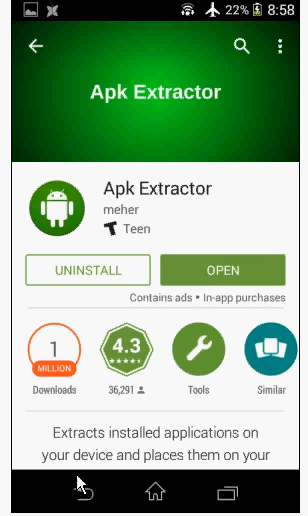 22% 8:58
Apk Extractor
Apk Extractor
meher
Teen
UNINSTALL OPEN
Contains ads • In-app purchases
1
MILLION
4.3
Downloads 36,291 Tools Similar
Extracts installed applications on
your device and places them on your